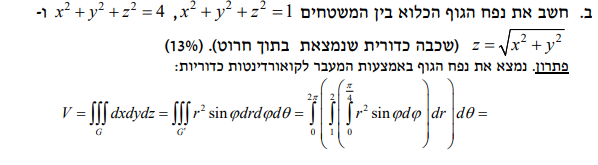 ב. חשב את נפח הגוף הכלוא בין המשטחים x² + y² + z² = 1, x² + y² + z² = 4 ו-
z = √(x² + y²) (שכבה כדורית שנמצאת בתוך חרוט). (13%)
פתרון. נמצא את נפח הגוף באמצעות המעבר לקואורדינטות כדוריות:
V = ∭_G dxdydz = ∭_G' r² sin φ dr dφ dθ = ∫_0^{2π} ( ∫_1^2 ( ∫_0^{π/4} r² sin φ dφ ) dr ) dθ =